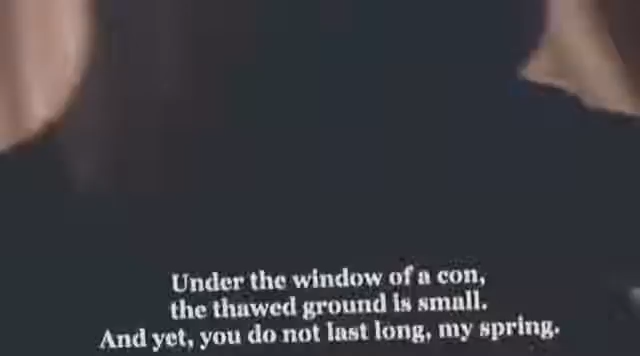 Under the window of a con,
the thawed ground is small.
And yet, you do not last long, my spring.